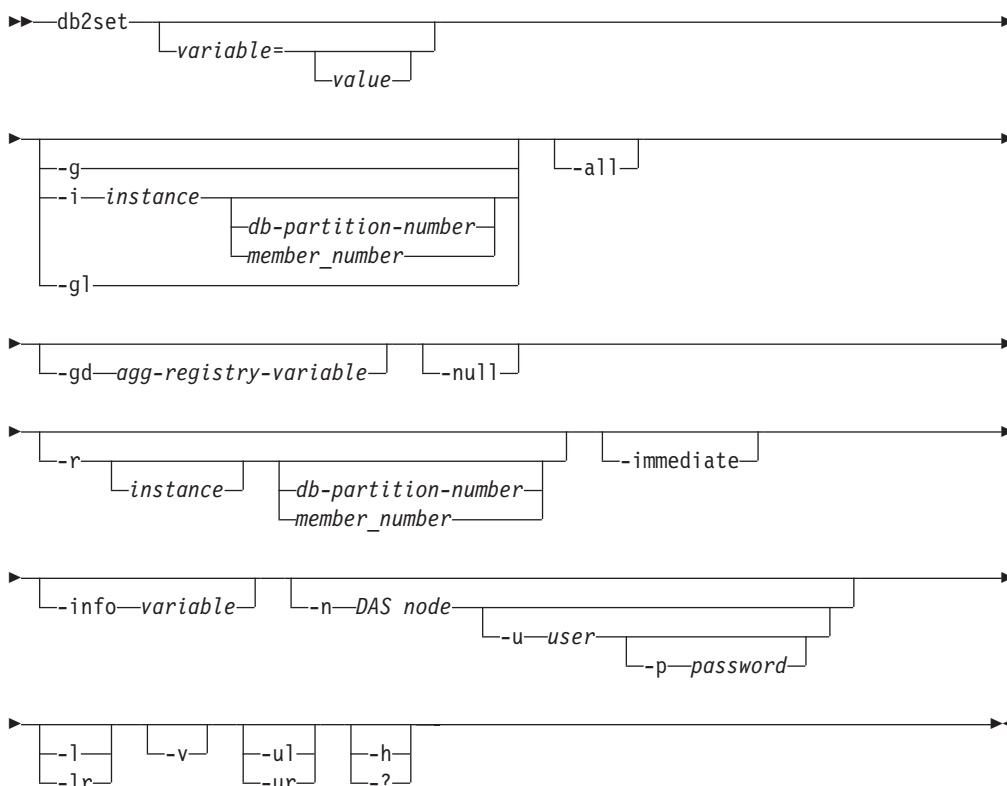 db2set
variable=
value
-g
-all
-i instance
db-partition-number
member_number
-gl
-gd agg-registry-variable -null
-r
-immediate
instance db-partition-number
member_number
-info variable -n DAS node
-u user
-p password
-l -v -ul -h
-lr -ur -?